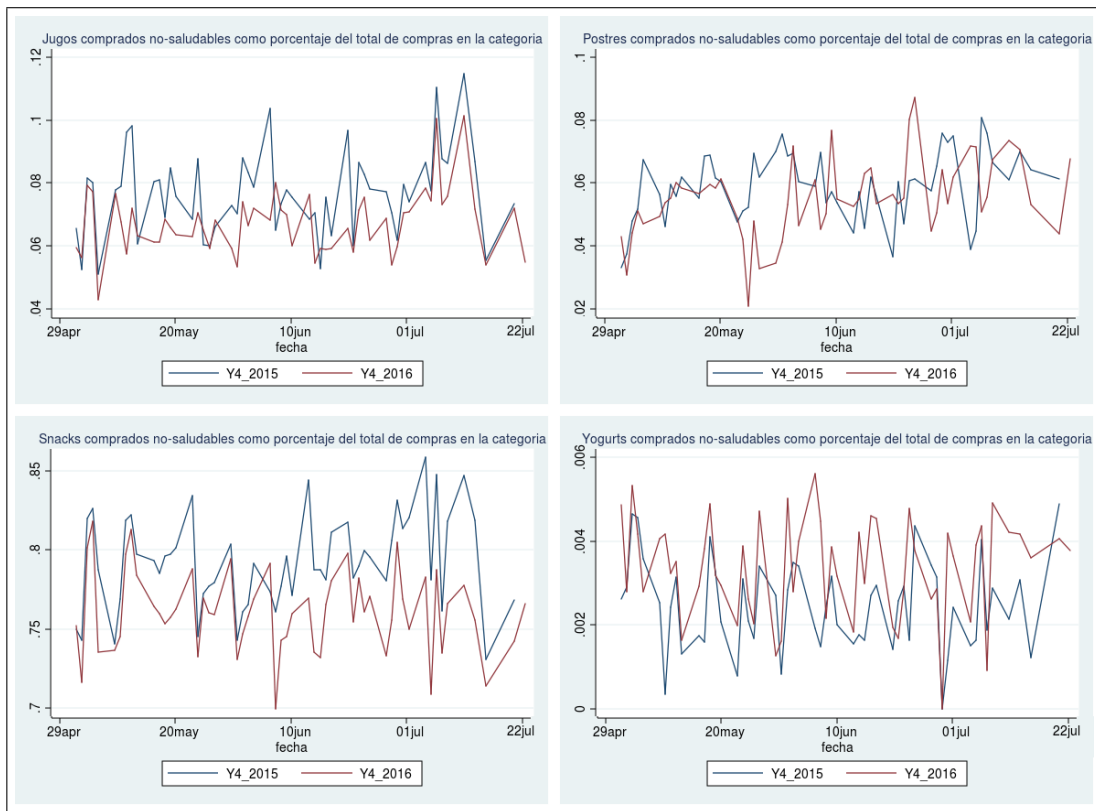 Jugos comprados no-saludables como porcentaje del total de compras en la categoria
.12
.1
.08
.06
.04
29apr 20may 10jun 01jul 22jul
fecha
Y4_2015 Y4_2016
Postres comprados no-saludables como porcentaje del total de compras en la categoria
.1
.08
.06
.04
.02
29apr 20may 10jun 01jul 22jul
fecha
Y4_2015 Y4_2016
Snacks comprados no-saludables como porcentaje del total de compras en la categoria
.85
.8
.75
.7
29apr 20may 10jun 01jul 22jul
fecha
Y4_2015 Y4_2016
Yogurts comprados no-saludables como porcentaje del total de compras en la categoria
.006
.004
.002
0
29apr 20may 10jun 01jul 22jul
fecha
Y4_2015 Y4_2016